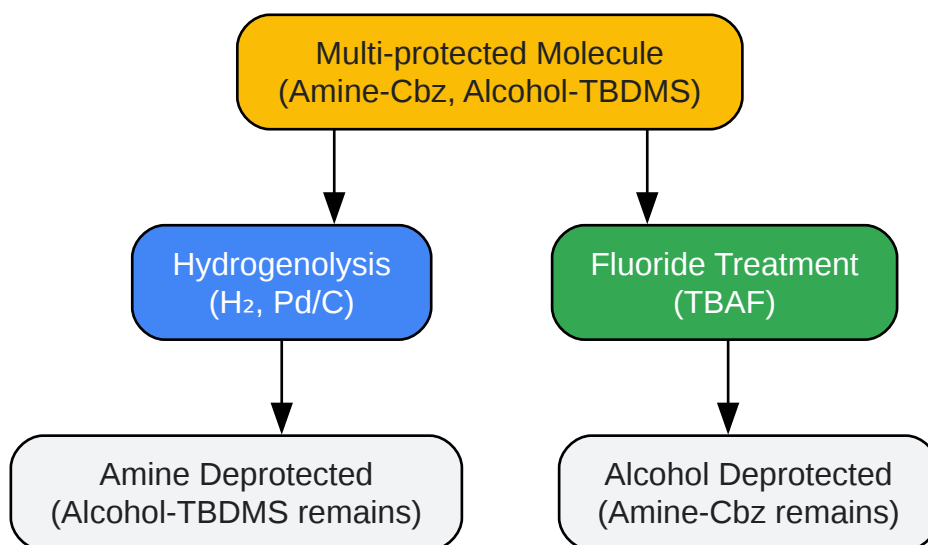 Multi-protected Molecule
(Amine-Cbz, Alcohol-TBDMS)
Hydrogenolysis
(H₂, Pd/C)
Fluoride Treatment
(TBAF)
Amine Deprotected
(Alcohol-TBDMS remains)
Alcohol Deprotected
(Amine-Cbz remains)